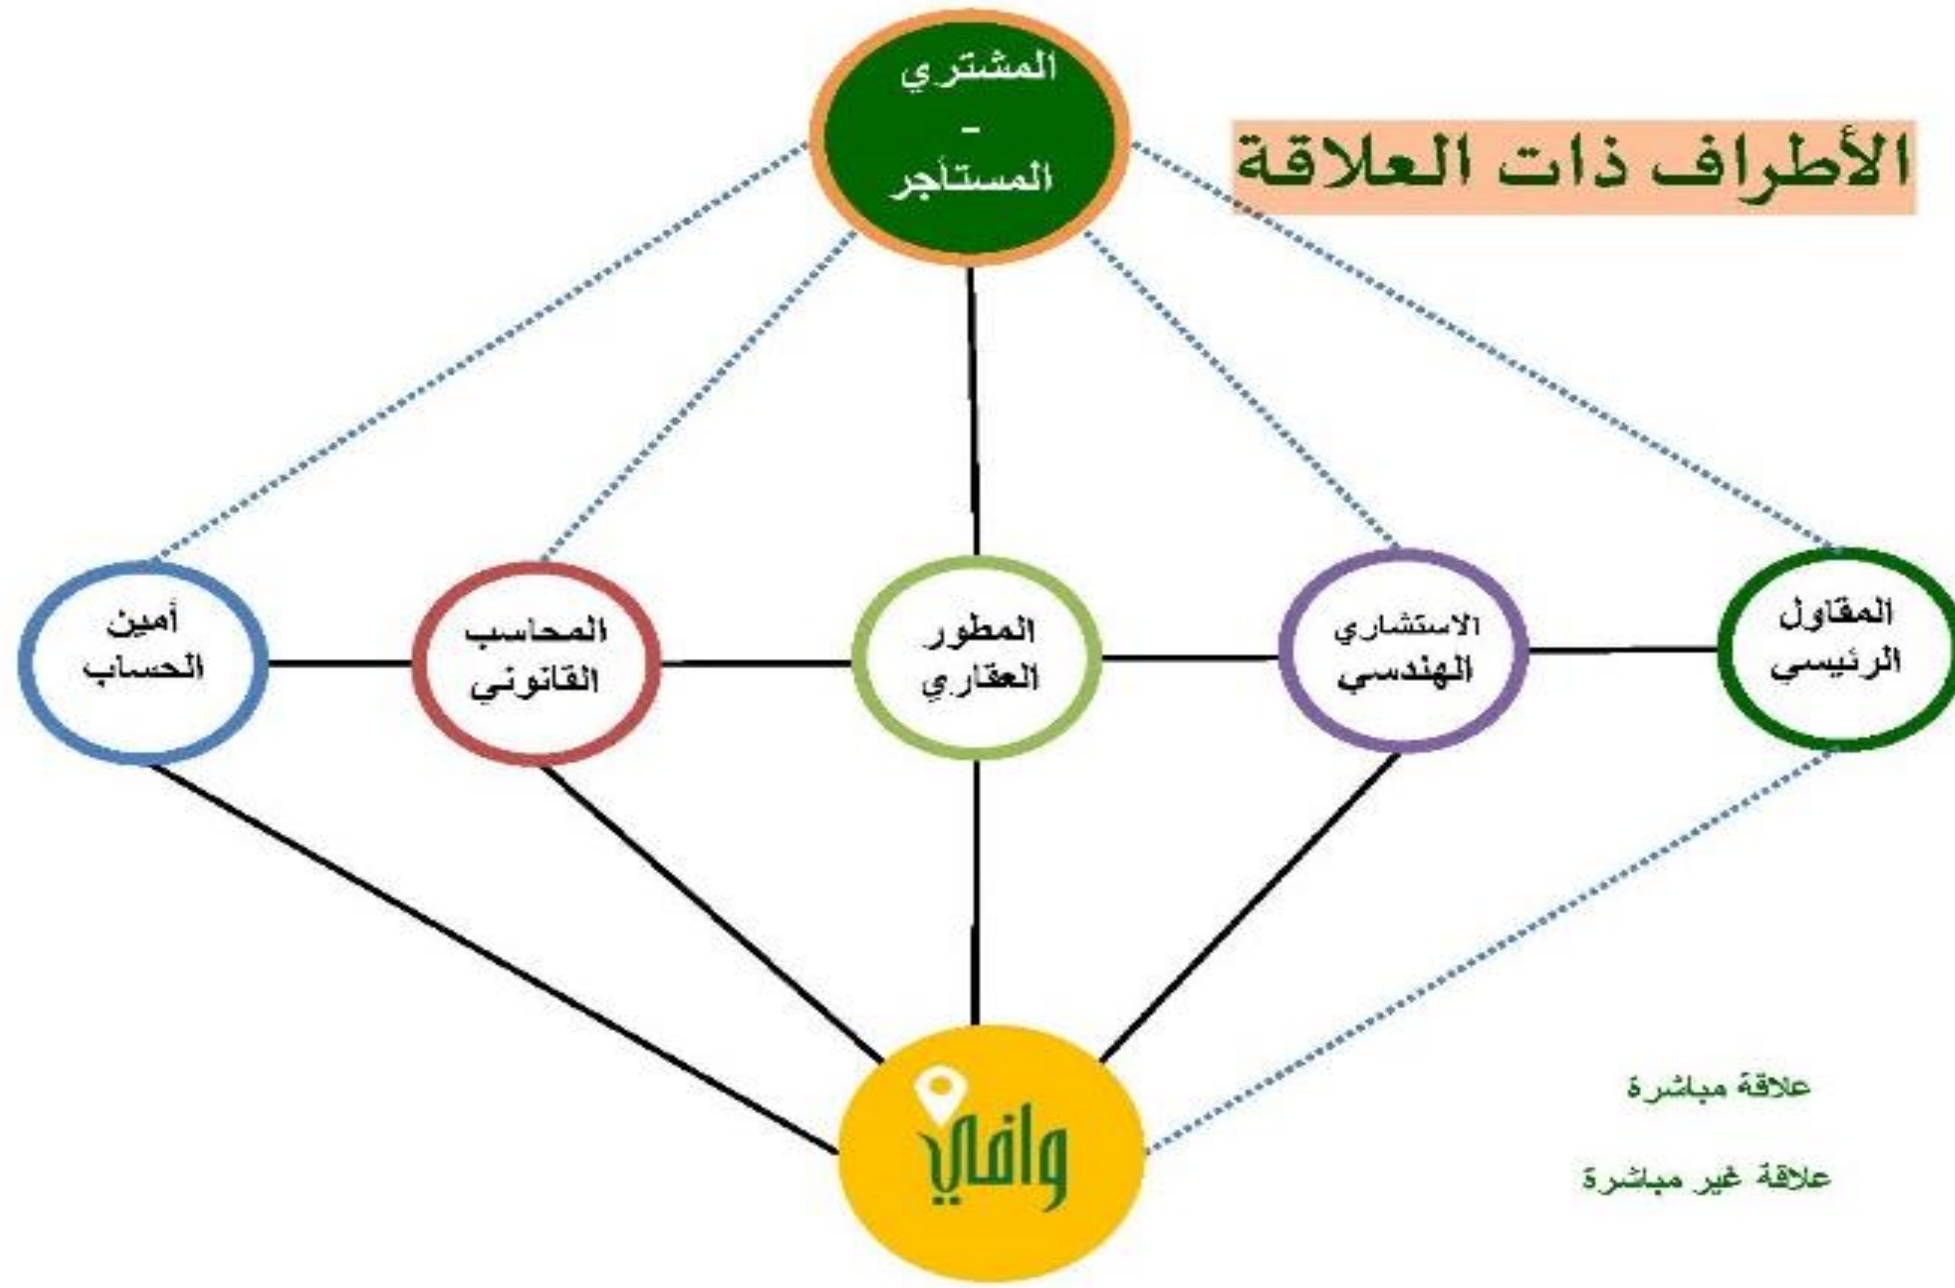 الأطراف ذات العلاقة
المشتري
-
المستأجر
المقاول
الرئيسي
الاستشاري
الهندسي
المطور
العقاري
المحاسب
القانوني
أمين
الحساب
وافي
علاقة مباشرة
علاقة غير مباشرة